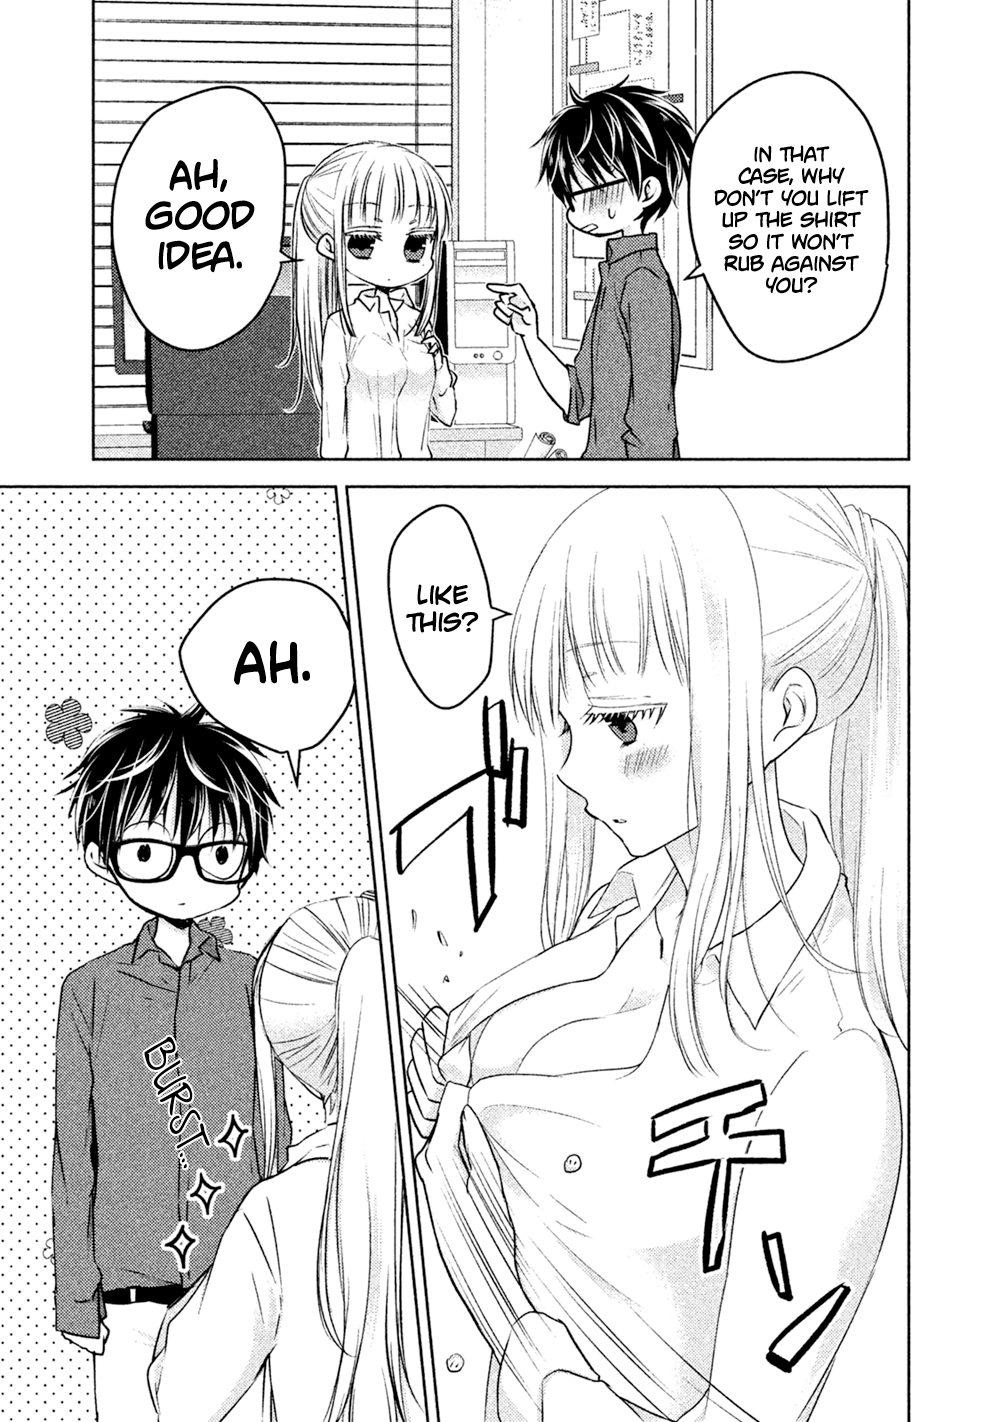 IN THAT
CASE, WHY
DON'T YOU LIFT
UP THE SHIRT
SO IT WON'T
RUB AGAINST
YOU?
AH,
GOOD
IDEA.
LIKE
THIS?
ブチン
AH.
BURST...